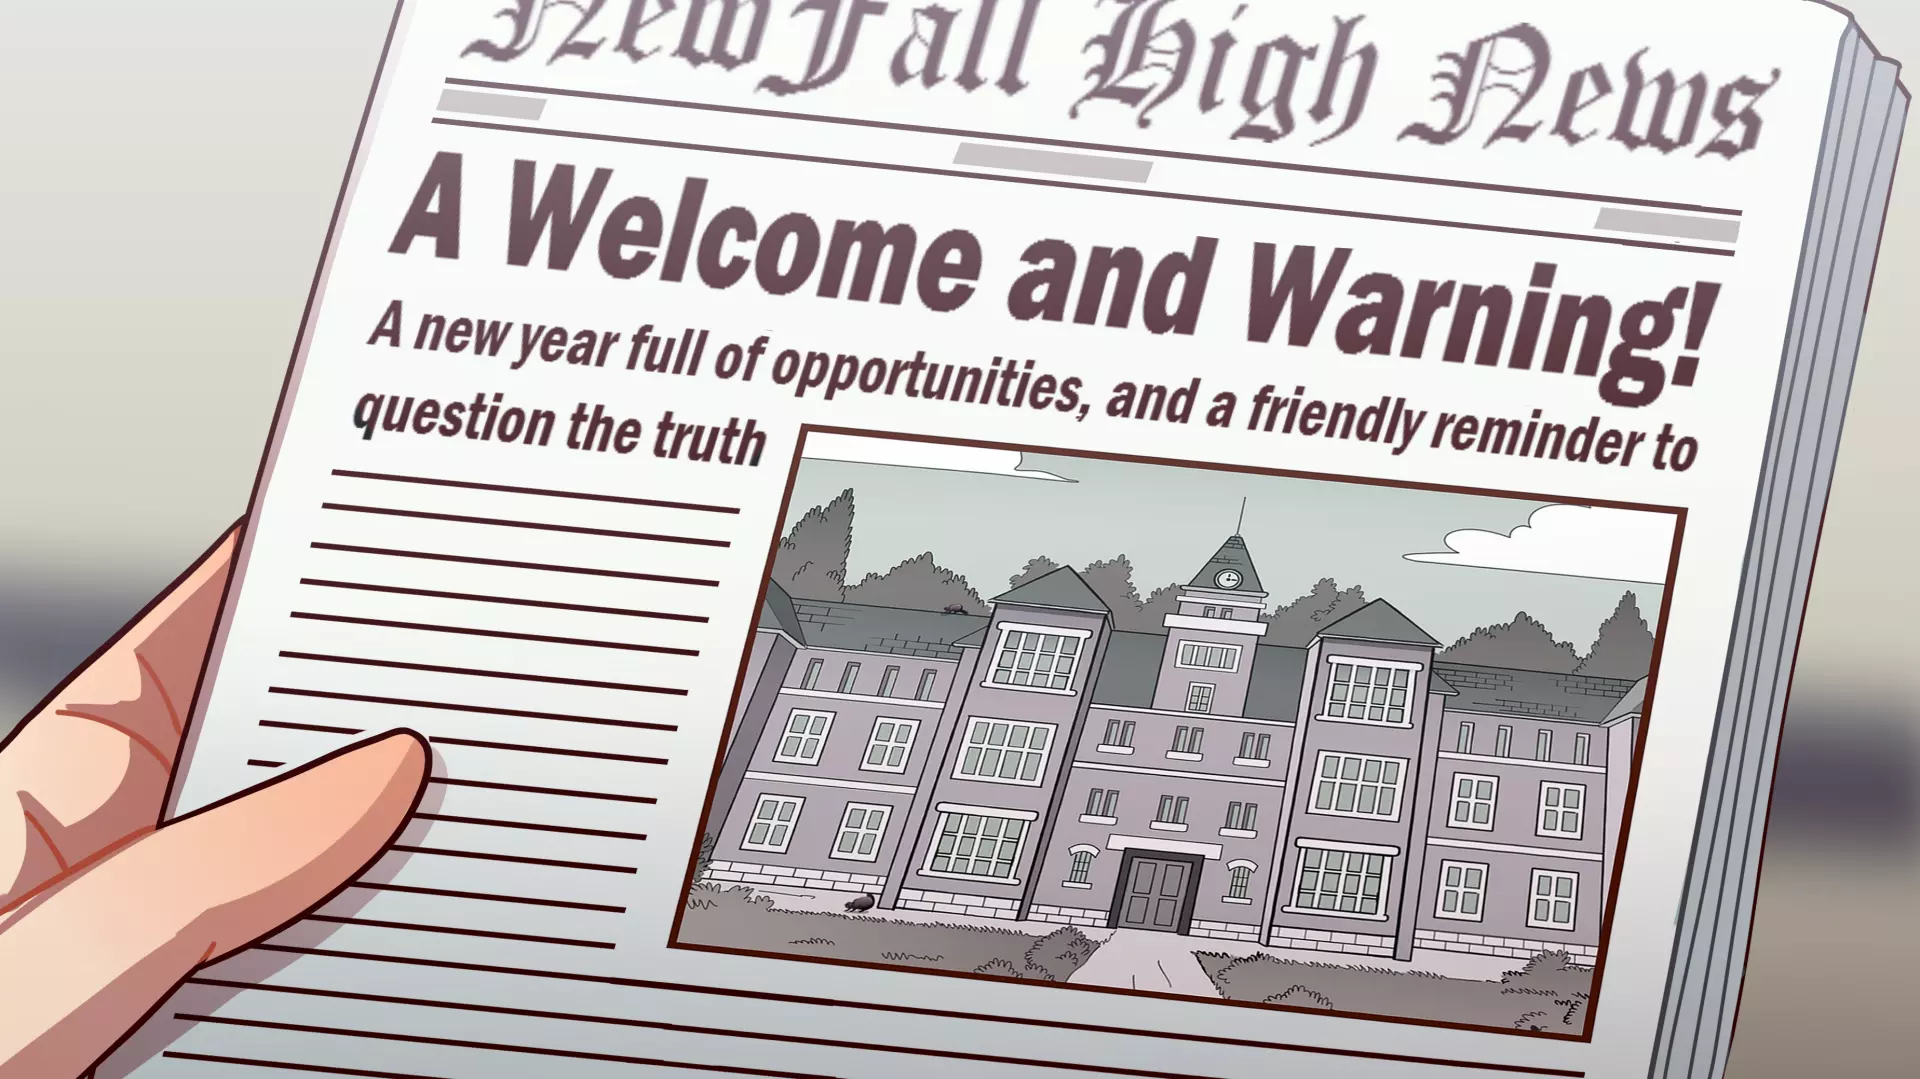 NewFall High News
A Welcome and Warning!
A new year full of opportunities, and a friendly reminder to
question the truth